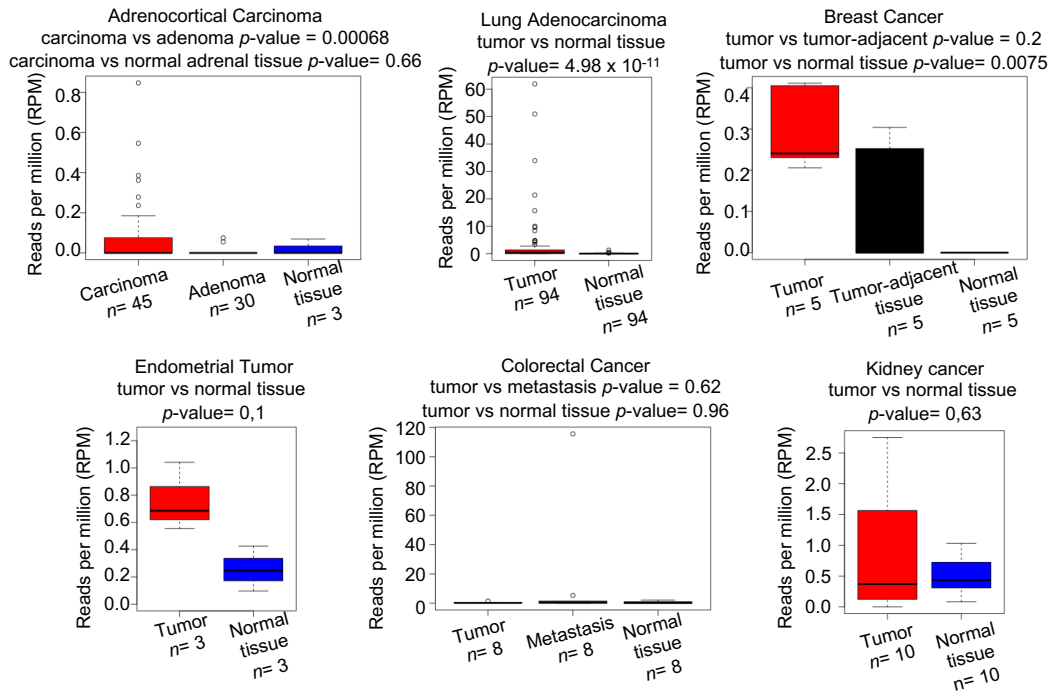 Adrenocortical Carcinoma
carcinoma vs adenoma p-value = 0.00068
carcinoma vs normal adrenal tissue p-value= 0.66
Reads per million (RPM)
0.8
0.6
0.4
0.2
0.0
Carcinoma
n= 45
Adenoma
n= 30
Normal
tissue
n= 3
Lung Adenocarcinoma
tumor vs normal tissue
p-value= 4.98 x 10-11
Reads per million (RPM)
60
50
40
30
20
10
0
Tumor
n= 94
Normal
tissue
n= 94
Breast Cancer
tumor vs tumor-adjacent p-value = 0.2
tumor vs normal tissue p-value= 0.0075
Reads per million (RPM)
0.4
0.3
0.2
0.1
0.0
Tumor
n= 5
Tumor-adjacent
tissue
n= 5
Normal
tissue
n= 5
Endometrial Tumor
tumor vs normal tissue
p-value= 0,1
Reads per million (RPM)
1.2
1.0
0.8
0.6
0.4
0.2
0.0
Tumor
n= 3
Normal
tissue
n= 3
Colorectal Cancer
tumor vs metastasis p-value = 0.62
tumor vs normal tissue p-value= 0.96
Reads per million (RPM)
120
100
80
60
40
20
0
Tumor
n= 8
Metastasis
n= 8
Normal
tissue
n= 8
Kidney cancer
tumor vs normal tissue
p-value= 0,63
Reads per million (RPM)
2.5
2.0
1.5
1.0
0.5
0.0
Tumor
n= 10
Normal
tissue
n= 10